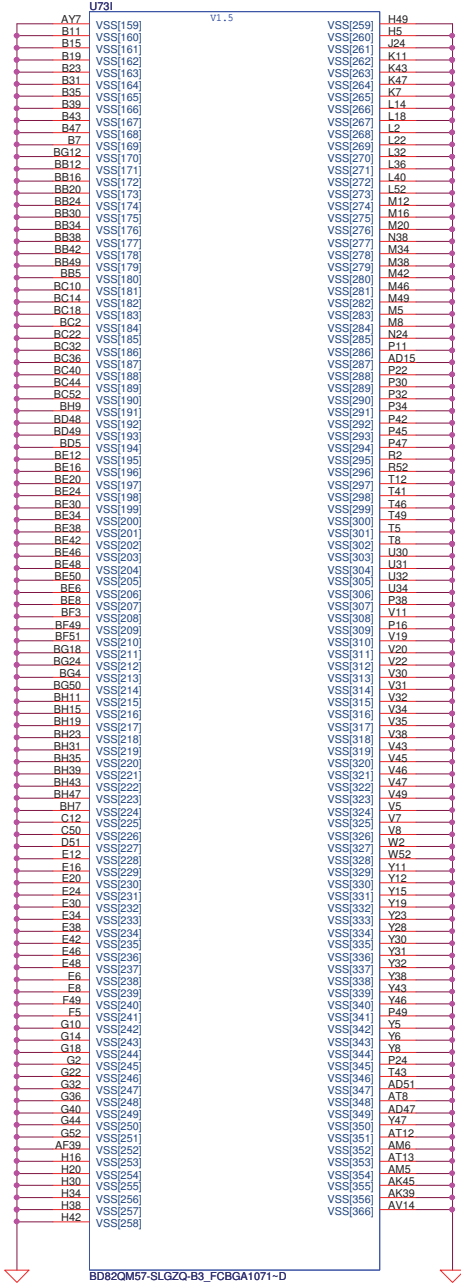 U73I
V1.5
AY7 VSS[159] VSS[259] H49
B11 VSS[160] VSS[260] H5
B15 VSS[161] VSS[261] J24
B19 VSS[162] VSS[262] K11
B23 VSS[163] VSS[263] K43
B31 VSS[164] VSS[264] K47
B35 VSS[165] VSS[265] K7
B39 VSS[166] VSS[266] L14
B43 VSS[167] VSS[267] L18
B47 VSS[168] VSS[268] L2
B7 VSS[169] VSS[269] L22
BG12 VSS[170] VSS[270] L32
BB12 VSS[171] VSS[271] L36
BB16 VSS[172] VSS[272] L40
BB20 VSS[173] VSS[273] L52
BB24 VSS[174] VSS[274] M12
BB30 VSS[175] VSS[275] M16
BB34 VSS[176] VSS[276] M20
BB38 VSS[177] VSS[277] N38
BB42 VSS[178] VSS[278] M34
BB49 VSS[179] VSS[279] M38
BB5 VSS[180] VSS[280] M42
BC10 VSS[181] VSS[281] M46
BC14 VSS[182] VSS[282] M49
BC18 VSS[183] VSS[283] M5
BC2 VSS[184] VSS[284] M8
BC22 VSS[185] VSS[285] N24
BC32 VSS[186] VSS[286] P11
BC36 VSS[187] VSS[287] AD15
BC40 VSS[188] VSS[288] P22
BC44 VSS[189] VSS[289] P30
BC52 VSS[190] VSS[290] P32
BH9 VSS[191] VSS[291] P34
BD48 VSS[192] VSS[292] P42
BD49 VSS[193] VSS[293] P45
BD5 VSS[194] VSS[294] P47
BE12 VSS[195] VSS[295] R2
BE16 VSS[196] VSS[296] R52
BE20 VSS[197] VSS[297] T12
BE24 VSS[198] VSS[298] T41
BE30 VSS[199] VSS[299] T46
BE34 VSS[200] VSS[300] T49
BE38 VSS[201] VSS[301] T5
BE42 VSS[202] VSS[302] T8
BE46 VSS[203] VSS[303] U30
BE48 VSS[204] VSS[304] U31
BE50 VSS[205] VSS[305] U32
BE6 VSS[206] VSS[306] U34
BE8 VSS[207] VSS[307] P38
BF3 VSS[208] VSS[308] V11
BF49 VSS[209] VSS[309] P16
BF51 VSS[210] VSS[310] V19
BG18 VSS[211] VSS[311] V20
BG24 VSS[212] VSS[312] V22
BG4 VSS[213] VSS[313] V30
BG50 VSS[214] VSS[314] V31
BH11 VSS[215] VSS[315] V32
BH15 VSS[216] VSS[316] V34
BH19 VSS[217] VSS[317] V35
BH23 VSS[218] VSS[318] V38
BH31 VSS[219] VSS[319] V43
BH35 VSS[220] VSS[320] V45
BH39 VSS[221] VSS[321] V46
BH43 VSS[222] VSS[322] V47
BH47 VSS[223] VSS[323] V49
BH7 VSS[224] VSS[324] V5
C12 VSS[225] VSS[325] V7
C50 VSS[226] VSS[326] V8
D51 VSS[227] VSS[327] W2
E12 VSS[228] VSS[328] W52
E16 VSS[229] VSS[329] Y11
E20 VSS[230] VSS[330] Y12
E24 VSS[231] VSS[331] Y15
E30 VSS[232] VSS[332] Y19
E34 VSS[233] VSS[333] Y23
E38 VSS[234] VSS[334] Y28
E42 VSS[235] VSS[335] Y30
E46 VSS[236] VSS[336] Y31
E48 VSS[237] VSS[337] Y32
E6 VSS[238] VSS[338] Y38
E8 VSS[239] VSS[339] Y43
F49 VSS[240] VSS[340] Y46
F5 VSS[241] VSS[341] P49
G10 VSS[242] VSS[342] Y5
G14 VSS[243] VSS[343] Y6
G18 VSS[244] VSS[344] Y8
G2 VSS[245] VSS[345] P24
G22 VSS[246] VSS[346] T43
G32 VSS[247] VSS[347] AD51
G36 VSS[248] VSS[348] AT8
G40 VSS[249] VSS[349] AD47
G44 VSS[250] VSS[350] Y47
G52 VSS[251] VSS[351] AT12
AF39 VSS[252] VSS[352] AM6
H16 VSS[253] VSS[353] AT13
H20 VSS[254] VSS[354] AM5
H30 VSS[255] VSS[355] AK45
H34 VSS[256] VSS[356] AK39
H38 VSS[257] VSS[366] AV14
H42 VSS[258]
BD82QM57-SLGZQ-B3_FCBGA1071~D